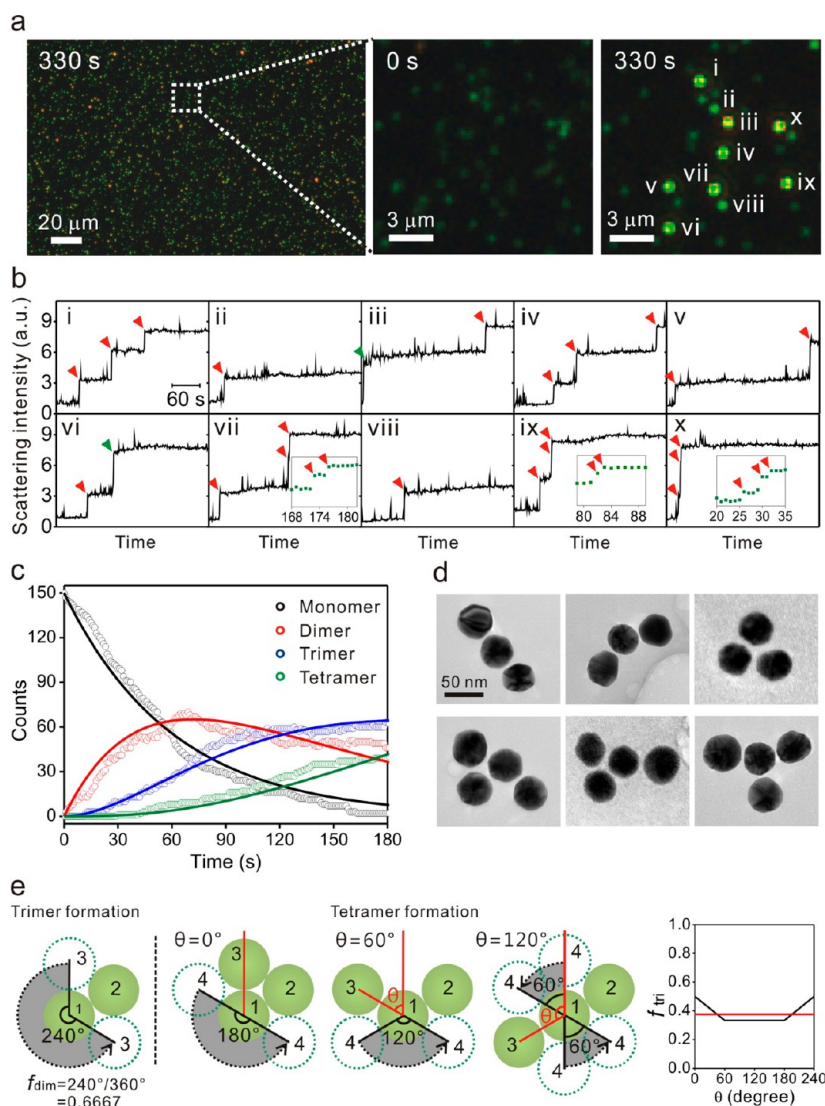 a
330 s
20 μm
0 s
3 μm
330 s
i
ii
iii
x
iv
vii
v
ix
viii
vi
3 μm
b
Scattering intensity (a.u.)
9
6
3
0
i
60 s
ii
iii
iv
v
9
6
3
0
vi
vii
168 174 180
viii
ix
80 84 88
x
20 25 30 35
Time
Time
Time
Time
Time
c
Counts
150
120
90
60
30
0
Monomer
Dimer
Trimer
Tetramer
0 30 60 90 120 150 180
Time (s)
d
50 nm
e
Trimer formation
3
2
1
240°
3
f dim=240°/360°
=0.6667
Tetramer formation
θ=0°
3
4
2
1
180°
4
θ=60°
3
θ
2
1
120°
4
4
θ=120°
4
4
60°
2
θ
1
3
60°
4
4
f tri
1.0
0.8
0.6
0.4
0.2
0.0
0 60 120 180 240
θ (degree)